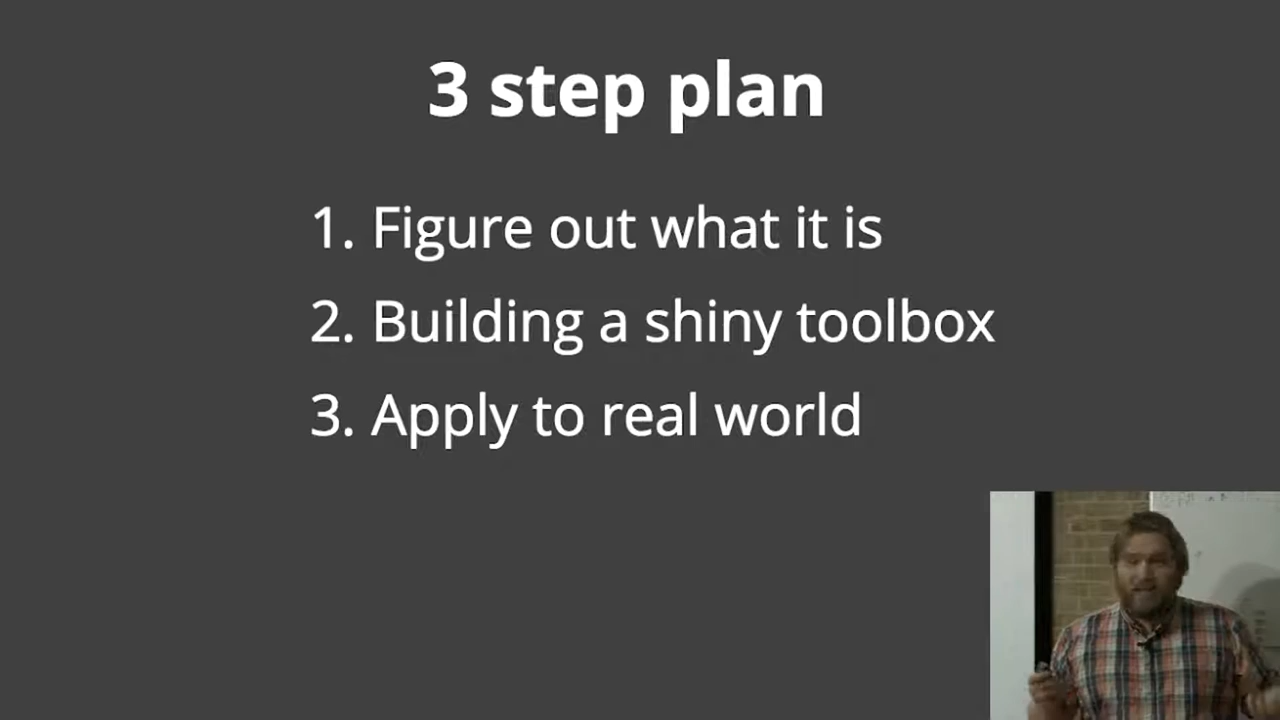 3 step plan
1. Figure out what it is
2. Building a shiny toolbox
3. Apply to real world